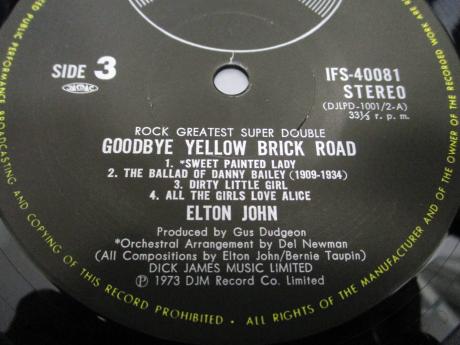 SIDE 3
IFS-40081
STEREO
(DJLPD-1001/2-A)
33⅓ r. p. m.
ROCK GREATEST SUPER DOUBLE
GOODBYE YELLOW BRICK ROAD
1. *SWEET PAINTED LADY
2. THE BALLAD OF DANNY BAILEY (1909-1934)
3. DIRTY LITTLE GIRL
4. ALL THE GIRLS LOVE ALICE
ELTON JOHN
Produced by Gus Dudgeon
*Orchestral Arrangement by Del Newman
(All Compositions by Elton John/Bernie Taupin)
DICK JAMES MUSIC LIMITED
Ⓟ 1973 DJM Record Co. Limited
PUBLIC PERFORMANCE BROADCASTING AND COPYING OF THIS RECORD PROHIBITED • ALL RIGHTS OF THE MANUFACTURER AND OF THE OWNER OF THE RECORDED WORK ARE